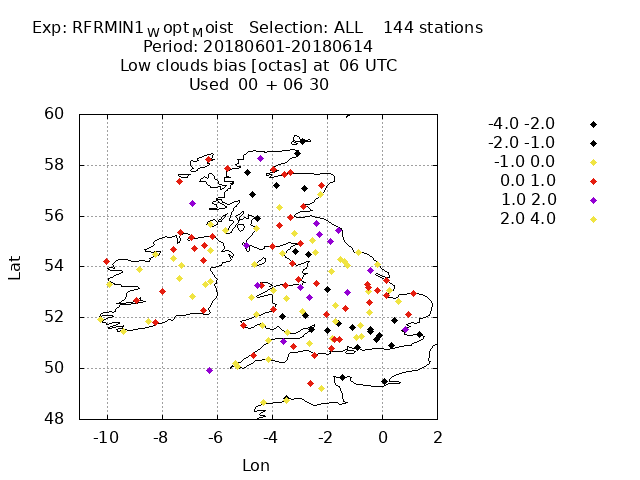 Exp: RFRMIN1WoptMoist Selection: ALL 144 stations
Period: 20180601-20180614
Low clouds bias [octas] at 06 UTC
Used 00 + 06 30
-4.0 -2.0
-2.0 -1.0
-1.0 0.0
0.0 1.0
1.0 2.0
2.0 4.0
60
58
56
54
52
50
48
Lat
-10 -8 -6 -4 -2 0 2
Lon